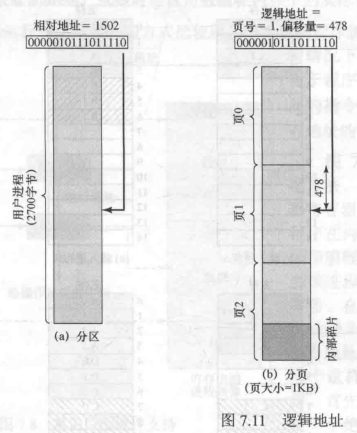 相对地址=1502
0000010111011110
用户进程
(2700字节)
(a) 分区
逻辑地址=
页号=1,偏移量=478
0000010111011110
页0
页1
478
页2
内部碎片
(b) 分页
(页大小=1KB)
图 7.11 逻辑地址